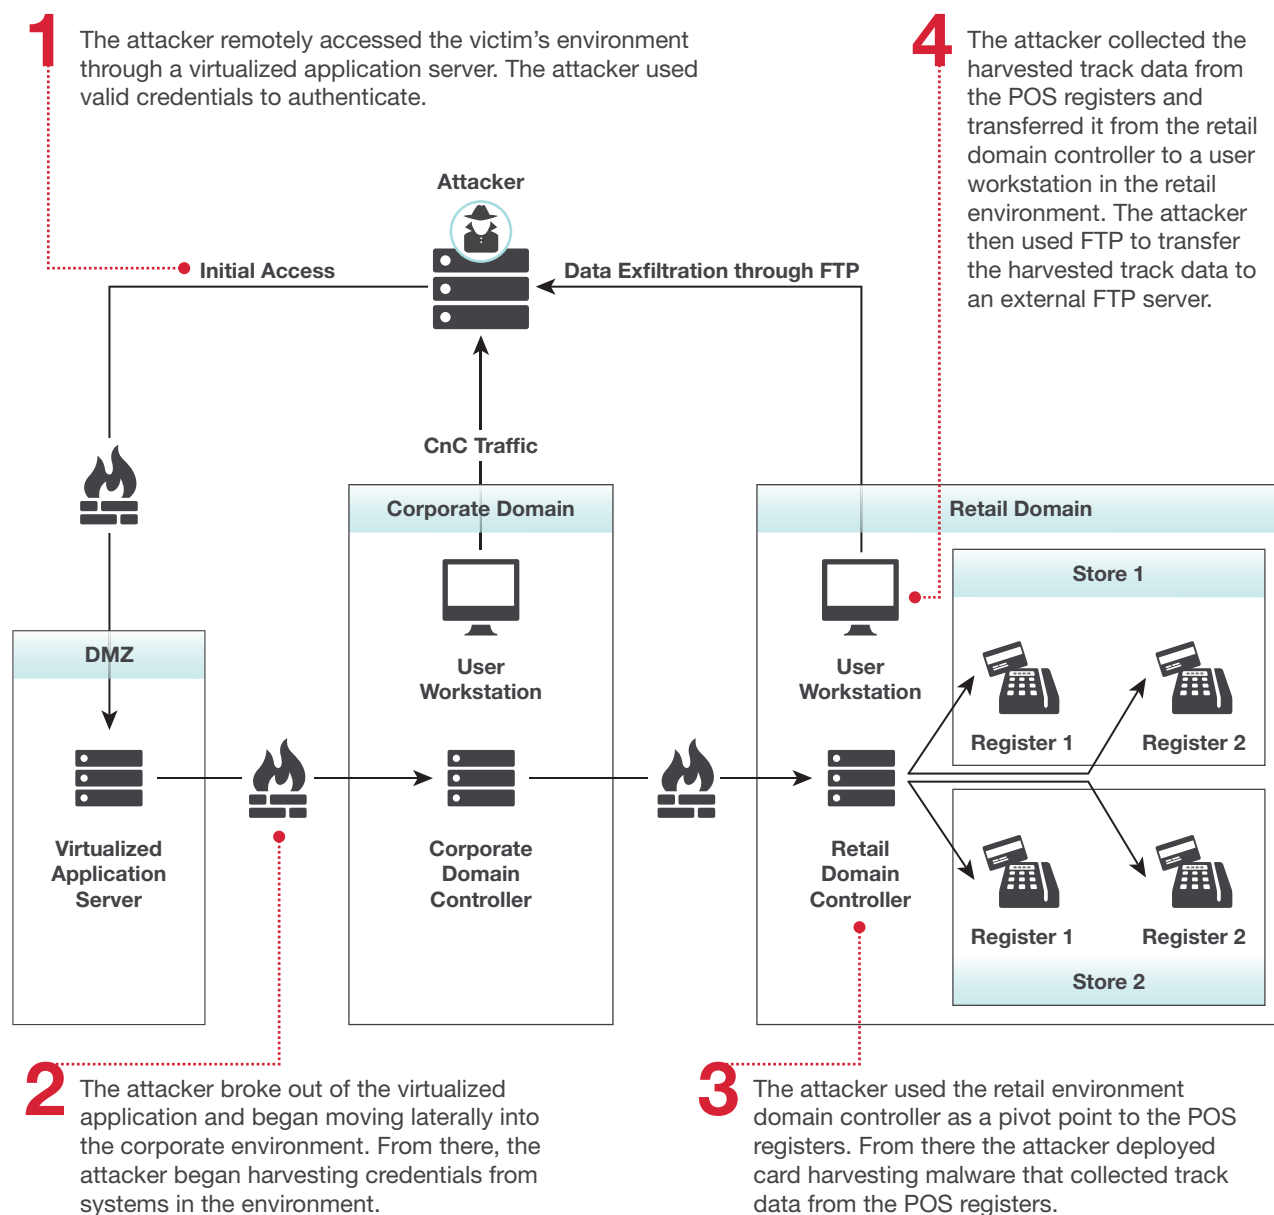 1
The attacker remotely accessed the victim's environment
through a virtualized application server. The attacker used
valid credentials to authenticate.
4
The attacker collected the
harvested track data from
the POS registers and
transferred it from the retail
domain controller to a user
workstation in the retail
environment. The attacker
then used FTP to transfer
the harvested track data to
an external FTP server.
Attacker
Initial Access
Data Exfiltration through FTP
CnC Traffic
Corporate Domain
Retail Domain
Store 1
DMZ
User
Workstation
User
Workstation
Register 1
Register 2
Virtualized
Application
Server
Corporate
Domain
Controller
Retail
Domain
Controller
Register 1
Register 2
Store 2
2
The attacker broke out of the virtualized
application and began moving laterally into
the corporate environment. From there, the
attacker began harvesting credentials from
systems in the environment.
3
The attacker used the retail environment
domain controller as a pivot point to the POS
registers. From there the attacker deployed
card harvesting malware that collected track
data from the POS registers.